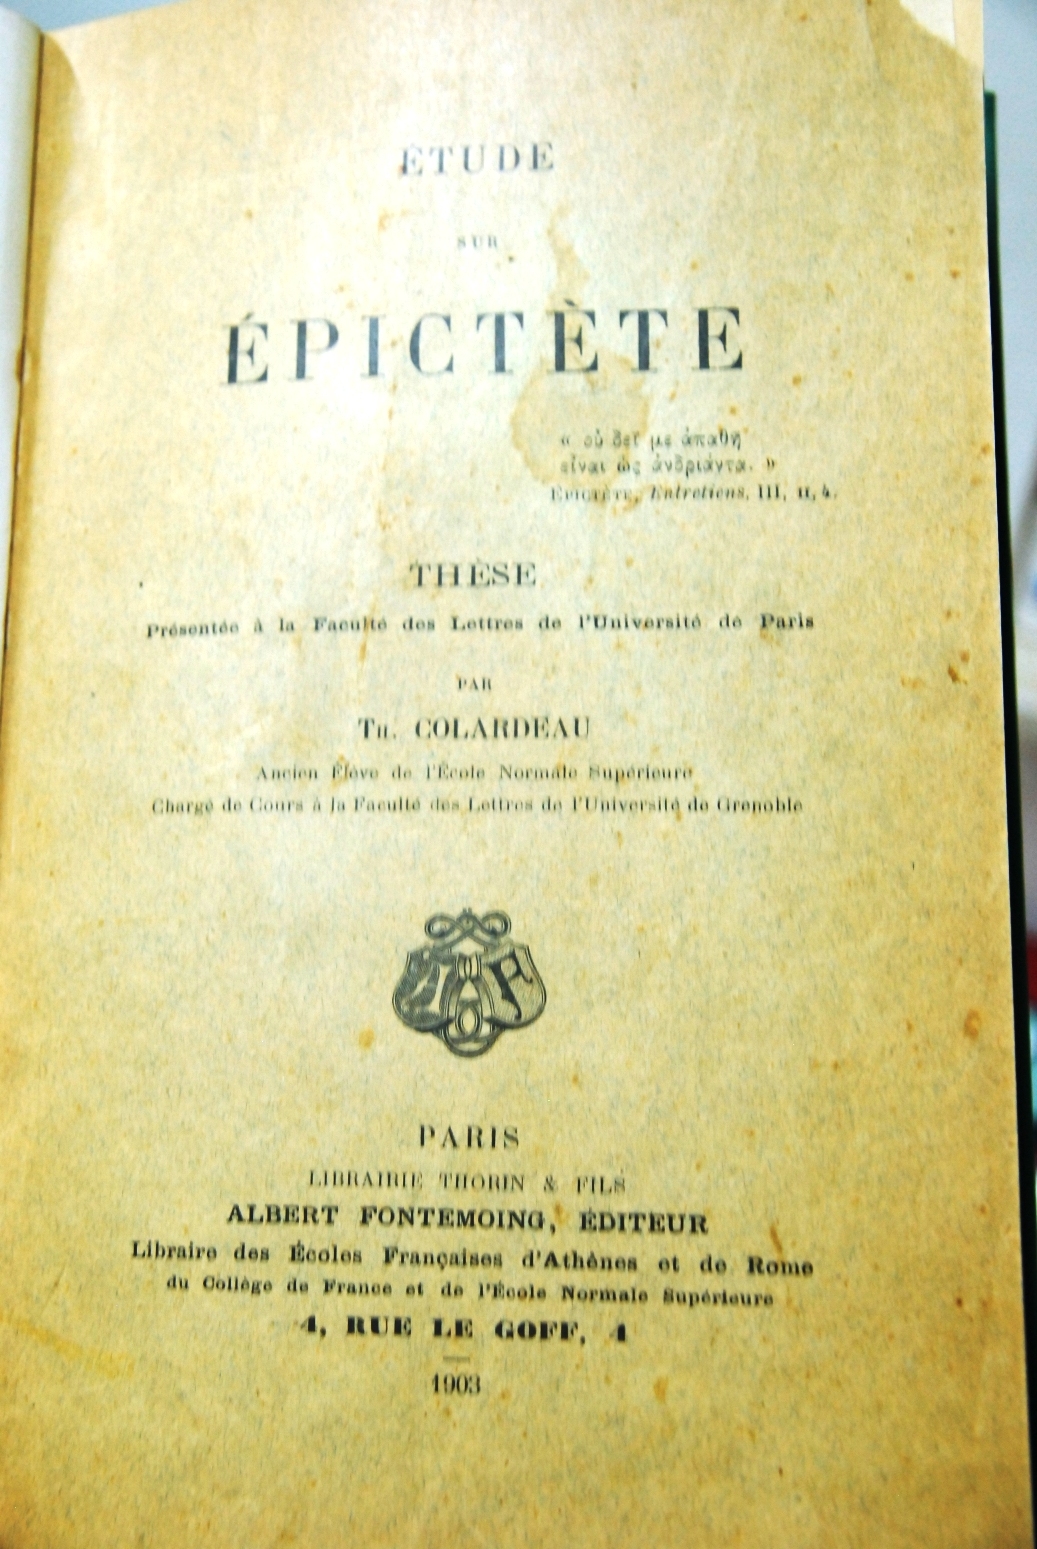 ÉTUDE
SUR
ÉPICTÈTE
« οὐ δεῖ με ἀπαθῆ
εἶναι ὡς ἀνδριάντα. »
ÉPICTÈTE, Entretiens, III, II, 4.
THÈSE
Présentée à la Faculté des Lettres de l'Université de Paris
PAR
TH. COLARDEAU
Ancien Élève de l'École Normale Supérieure
Chargé de Cours à la Faculté des Lettres de l'Université de Grenoble
F
PARIS
LIBRAIRIE THORIN & FILS
ALBERT FONTEMOING, ÉDITEUR
Libraire des Écoles Françaises d'Athènes et de Rome
du Collège de France et de l'École Normale Supérieure
4, RUE LE GOFF, 4
1903